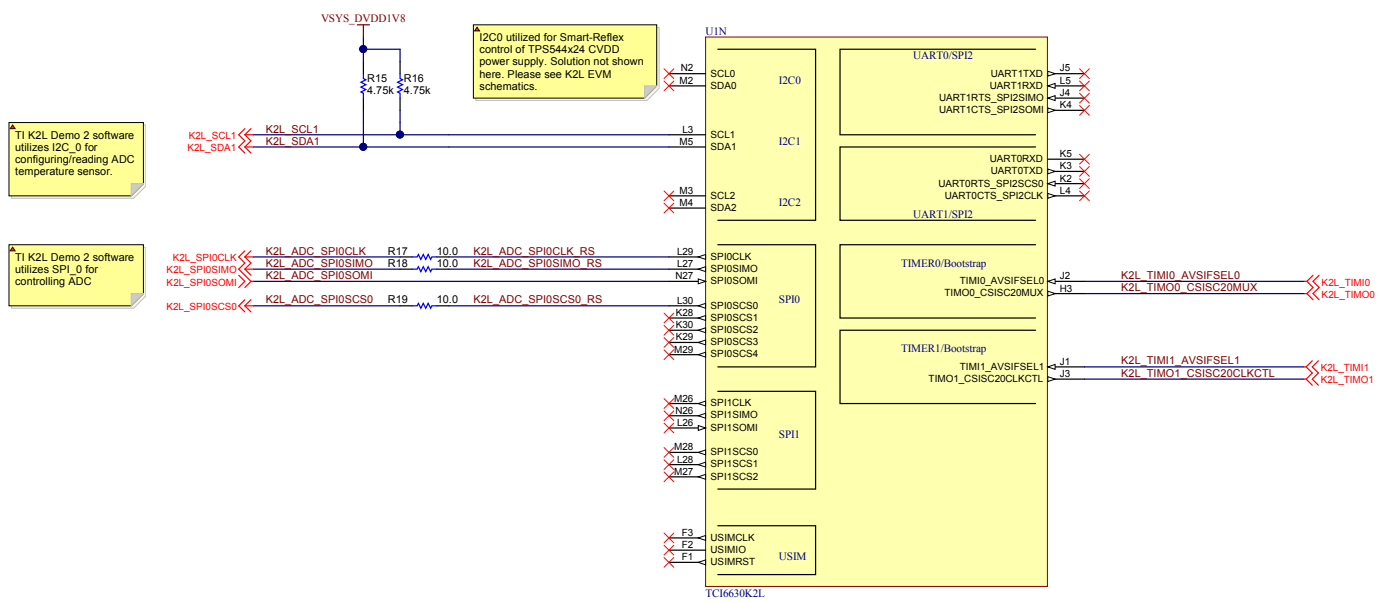 VSYS_DVDD1V8
R15
4.75k
R16
4.75k
I2C0 utilized for Smart-Reflex
control of TPS544x24 CVDD
power supply. Solution not shown
here. Please see K2L EVM
schematics.
TI K2L Demo 2 software
utilizes I2C_0 for
configuring/reading ADC
temperature sensor.
TI K2L Demo 2 software
utilizes SPI_0 for
controlling ADC
K2L_SCL1 K2L_SCL1
K2L_SDA1 K2L_SDA1
K2L_SPI0CLK K2L_ADC_SPI0CLK R17 10.0 K2L_ADC_SPI0CLK_RS
K2L_SPI0SIMO K2L_ADC_SPI0SIMO R18 10.0 K2L_ADC_SPI0SIMO_RS
K2L_SPI0SOMI K2L_ADC_SPI0SOMI
K2L_SPI0SCS0 K2L_ADC_SPI0SCS0 R19 10.0 K2L_ADC_SPI0SCS0_RS
U1N
N2 SCL0
M2 SDA0
I2C0
L3 SCL1
M5 SDA1
I2C1
M3 SCL2
M4 SDA2
I2C2
L29 SPI0CLK
L27 SPI0SIMO
N27 SPI0SOMI
SPI0
L30 SPI0SCS0
K28 SPI0SCS1
K30 SPI0SCS2
K29 SPI0SCS3
M29 SPI0SCS4
M26 SPI1CLK
N26 SPI1SIMO
L26 SPI1SOMI
SPI1
M28 SPI1SCS0
L28 SPI1SCS1
M27 SPI1SCS2
F3 USIMCLK
F2 USIMIO
F1 USIMRST
USIM
TCI6630K2L
UART0/SPI2
UART1TXD J5
UART1RXD L5
UART1RTS_SPI2SIMO J4
UART1CTS_SPI2SOMI K4
UART0RXD K5
UART0TXD K3
UART0RTS_SPI2SCS0 K2
UART0CTS_SPI2CLK L4
UART1/SPI2
TIMER0/Bootstrap
TIMI0_AVSIFSEL0 J2 K2L_TIMI0_AVSIFSEL0 K2L_TIMI0
TIMO0_CSISC20MUX H3 K2L_TIMO0_CSISC20MUX K2L_TIMO0
TIMER1/Bootstrap
TIMI1_AVSIFSEL1 J1 K2L_TIMI1_AVSIFSEL1 K2L_TIMI1
TIMO1_CSISC20CLKCTL J3 K2L_TIMO1_CSISC20CLKCTL K2L_TIMO1